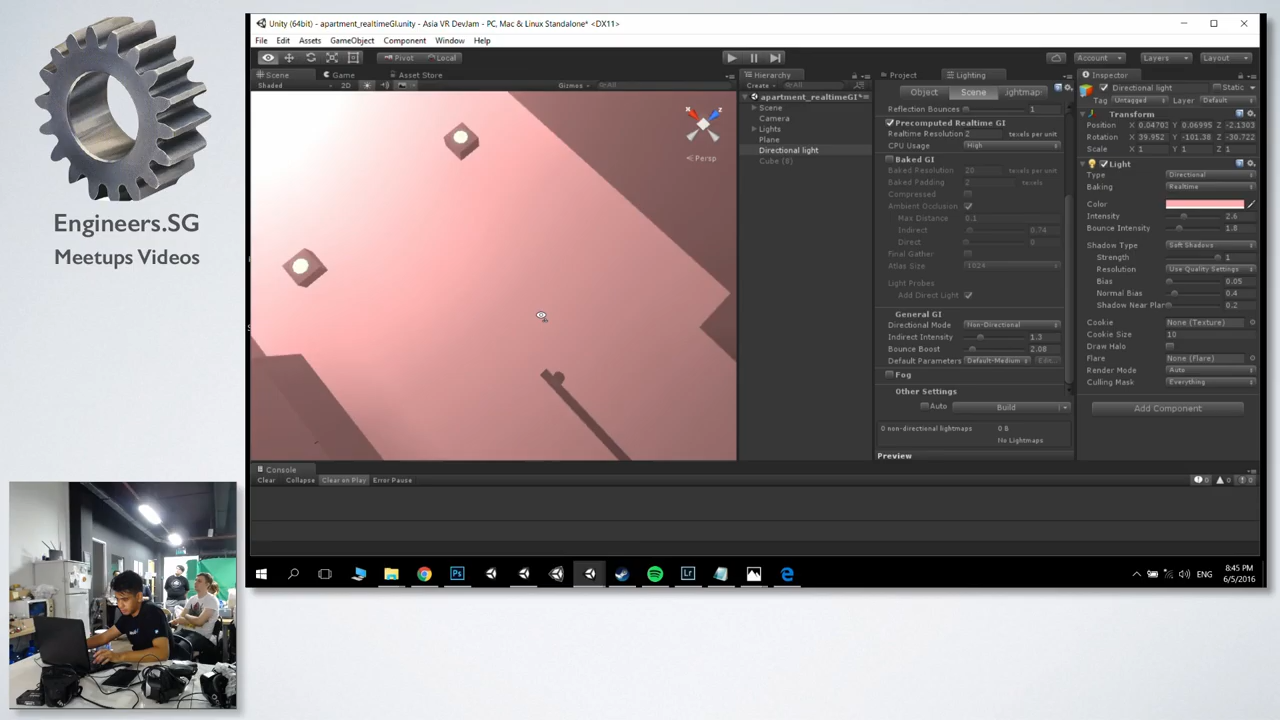 Engineers.SG
Meetups Videos
Unity (64bit) - apartment_realtimeGI.unity - Asia VR DevJam - PC, Mac & Linux Standalone* <DX11>
File Edit Assets GameObject Component Window Help
Pivot Local
Account Layers Layout
Scene Game Asset Store
Shaded 2D Gizmos All
Persp
Hierarchy
Create All
apartment_realtimeGI*
Scene
Camera
Lights
Plane
Directional light
Cube (8)
Project Lighting
Object Scene Lightmap
Reflection Bounces 1
Precomputed Realtime GI
Realtime Resolution 2 texels per unit
CPU Usage High
Baked GI
Baked Resolution 20 texels per unit
Baked Padding 2 texels
Compressed
Ambient Occlusion
Max Distance 0.1
Indirect 0.74
Direct 0
Final Gather
Atlas Size 1024
Light Probes
Add Direct Light
General GI
Directional Mode Non-Directional
Indirect Intensity 1.3
Bounce Boost 2.08
Default Parameters Default-Medium Edit...
Fog
Other Settings
Auto Build
0 non-directional lightmaps 0 B
No Lightmaps
Preview
Inspector
Directional light Static
Tag Untagged Layer Default
Transform
Position X 0.04703 Y 0.06995 Z -2.1303
Rotation X 39.952 Y -101.38 Z -30.722
Scale X 1 Y 1 Z 1
Light
Type Directional
Baking Realtime
Color
Intensity 2.6
Bounce Intensity 1.8
Shadow Type Soft Shadows
Strength 1
Resolution Use Quality Settings
Bias 0.05
Normal Bias 0.4
Shadow Near Plan 0.2
Cookie None (Texture)
Cookie Size 10
Draw Halo
Flare None (Flare)
Render Mode Auto
Culling Mask Everything
Add Component
Console
Clear Collapse Clear on Play Error Pause
0 0 0
ENG
8:45 PM
6/5/2016